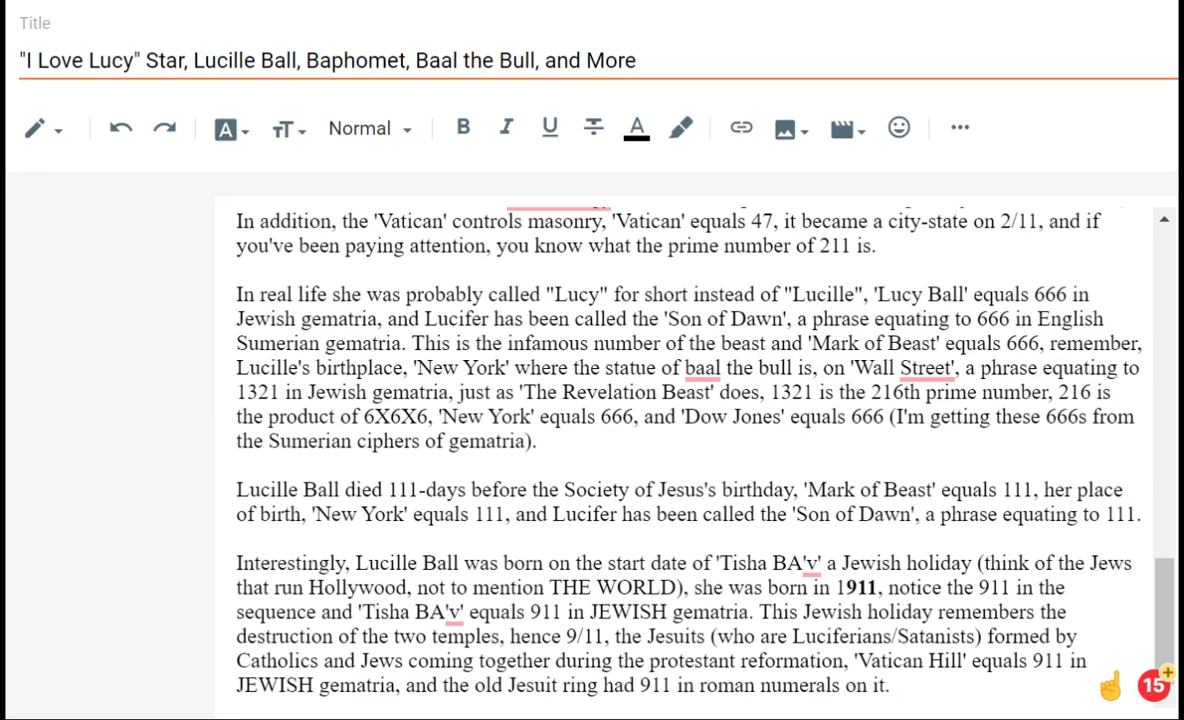 Title
"I Love Lucy" Star, Lucille Ball, Baphomet, Baal the Bull, and More
A
TT
Normal
B
I
U
A
In addition, the 'Vatican' controls masonry, 'Vatican' equals 47, it became a city-state on 2/11, and if
you've been paying attention, you know what the prime number of 211 is.
In real life she was probably called "Lucy" for short instead of "Lucille", 'Lucy Ball' equals 666 in
Jewish gematria, and Lucifer has been called the 'Son of Dawn', a phrase equating to 666 in English
Sumerian gematria. This is the infamous number of the beast and 'Mark of Beast' equals 666, remember,
Lucille's birthplace, 'New York' where the statue of baal the bull is, on 'Wall Street', a phrase equating to
1321 in Jewish gematria, just as 'The Revelation Beast' does, 1321 is the 216th prime number, 216 is
the product of 6X6X6, 'New York' equals 666, and 'Dow Jones' equals 666 (I'm getting these 666s from
the Sumerian ciphers of gematria).
Lucille Ball died 111-days before the Society of Jesus's birthday, 'Mark of Beast' equals 111, her place
of birth, 'New York' equals 111, and Lucifer has been called the 'Son of Dawn', a phrase equating to 111.
Interestingly, Lucille Ball was born on the start date of 'Tisha BA'v' a Jewish holiday (think of the Jews
that run Hollywood, not to mention THE WORLD), she was born in 1911, notice the 911 in the
sequence and 'Tisha BA'v' equals 911 in JEWISH gematria. This Jewish holiday remembers the
destruction of the two temples, hence 9/11, the Jesuits (who are Luciferians/Satanists) formed by
Catholics and Jews coming together during the protestant reformation, 'Vatican Hill' equals 911 in
JEWISH gematria, and the old Jesuit ring had 911 in roman numerals on it.
15